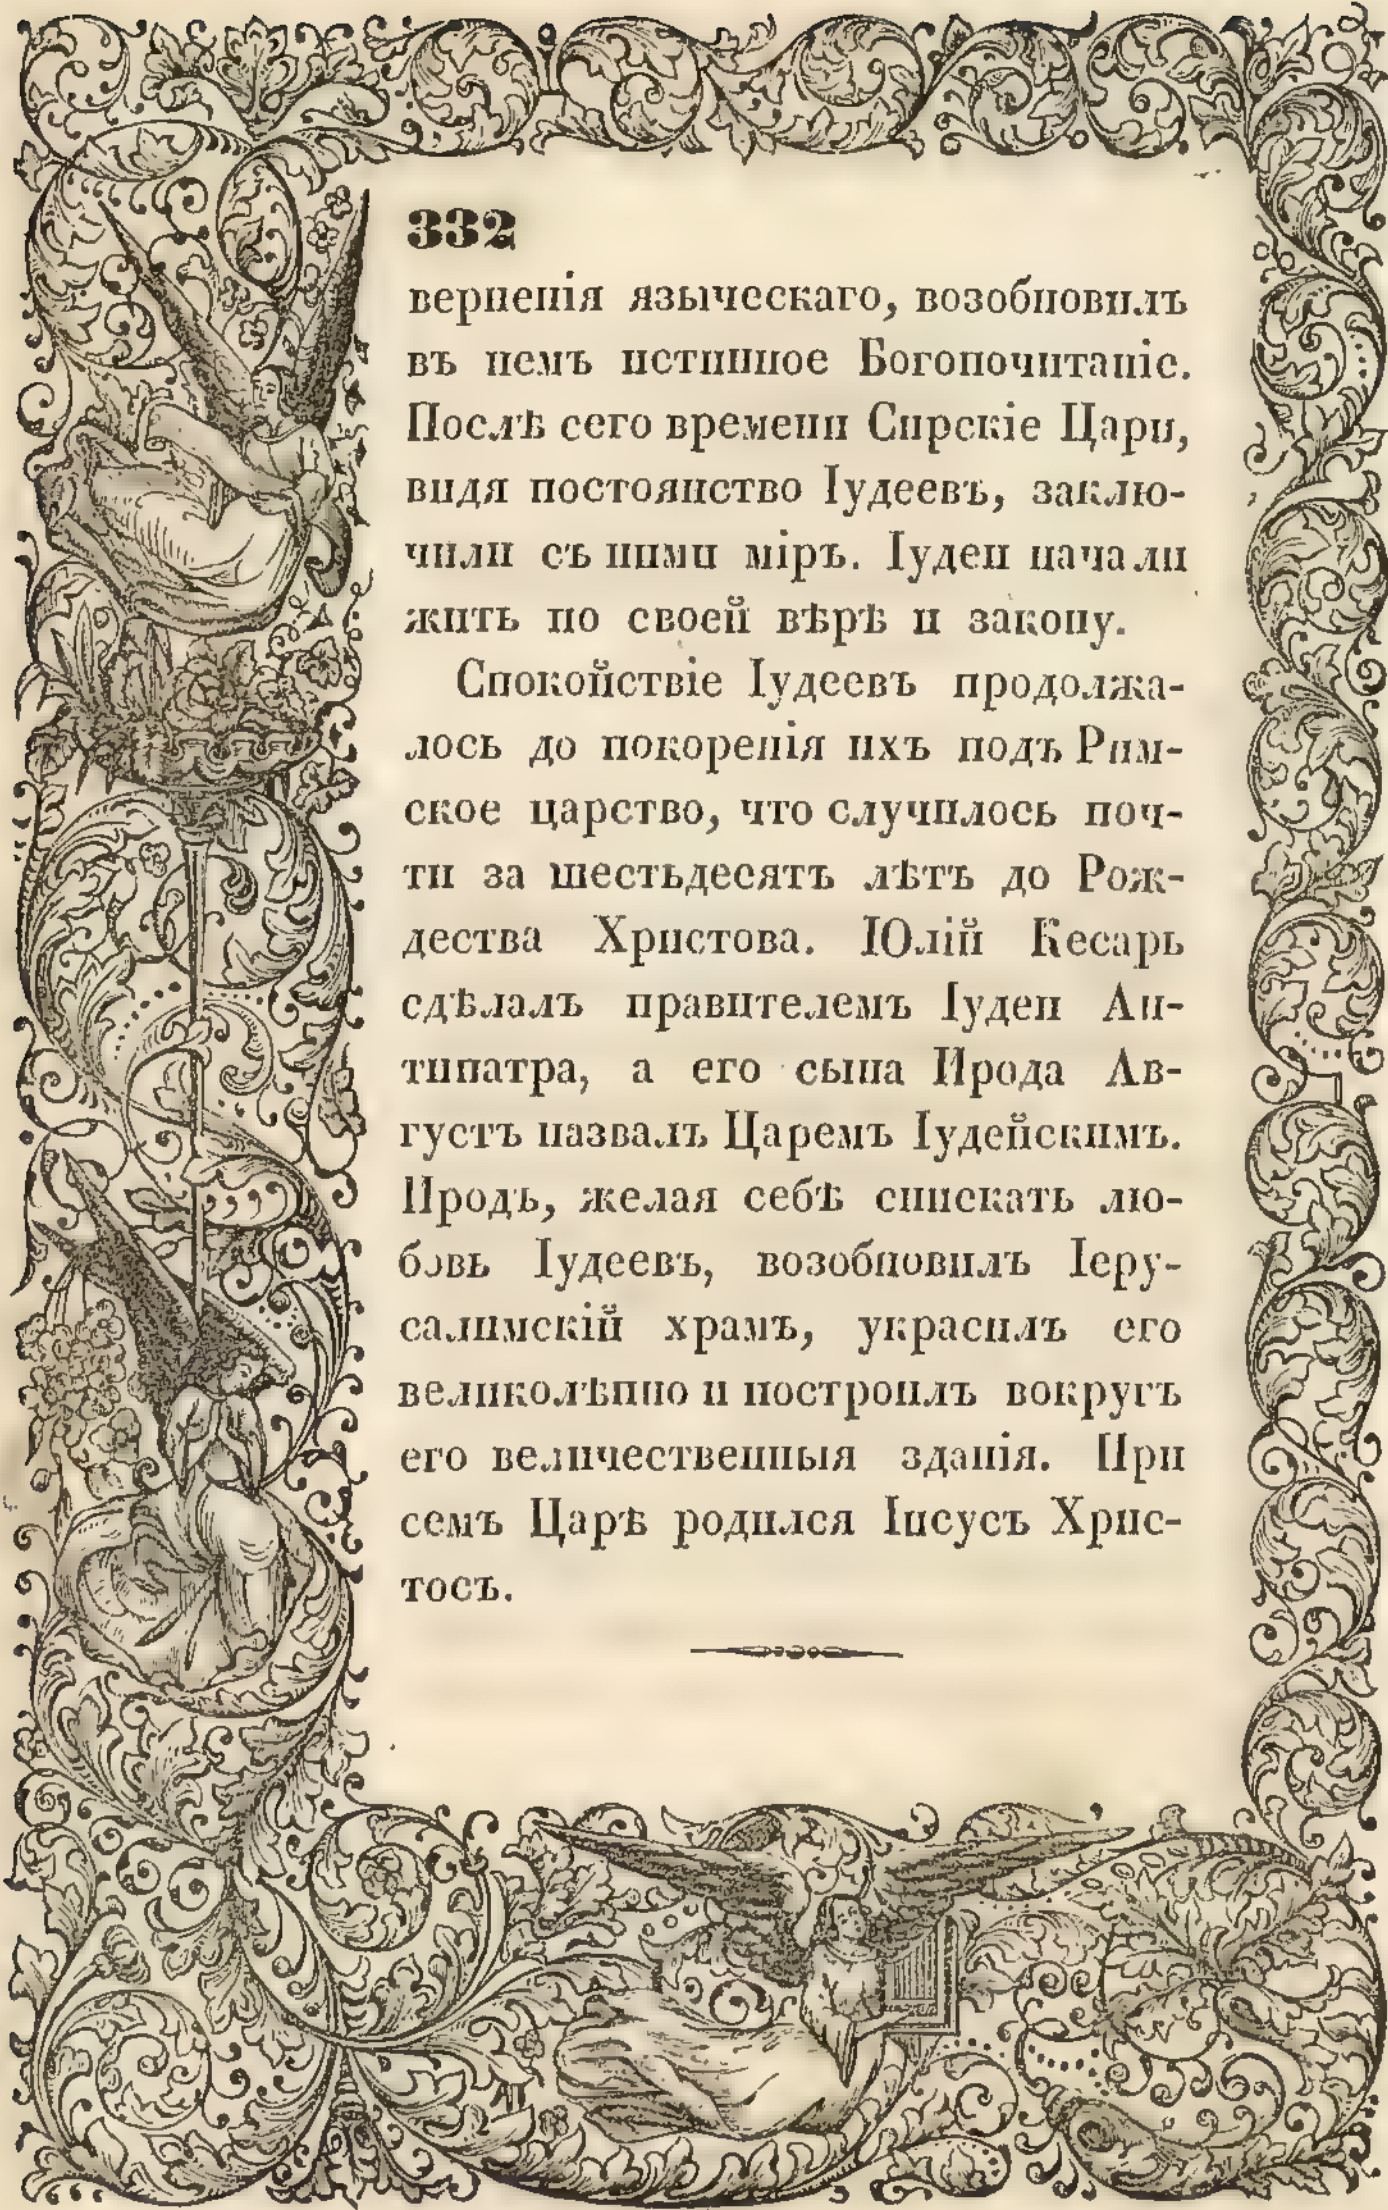 332
вернепія языческаго, возобновилъ
въ немъ истинное Богопочитаніе.
Послѣ сего времени Сирскіе Цари,
видя постоянство Іудеевъ, заклю-
чили съ ними міръ. Іудеи начали
жить по своей вѣрѣ и закону.
Спокойствіе Іудеевъ продолжа-
лось до покоренія ихъ подъ Рим-
ское царство, что случилось поч-
ти за шестьдесятъ лѣтъ до Рож-
дества Христова. Юлій Кесарь
сдѣлалъ правителемъ Іудеи Ан-
типатра, а его сына Ирода Ав-
густъ назвалъ Царемъ Іудейскимъ.
Иродъ, желая себѣ снискать лю-
бовь Іудеевъ, возобновилъ Іеру-
салимскій храмъ, украсилъ его
великолѣпно и построилъ вокругъ
его величественныя зданія. При
семъ Царѣ родился Іисусъ Хрис-
тосъ.